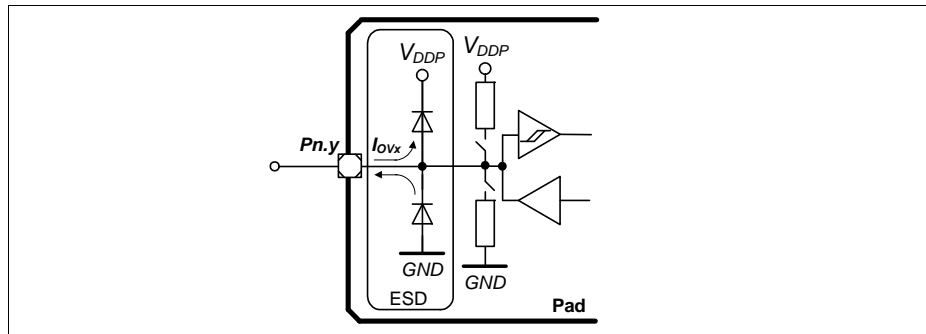 VDDP
VDDP
Pn.y
IOVx
GND
GND
ESD
Pad